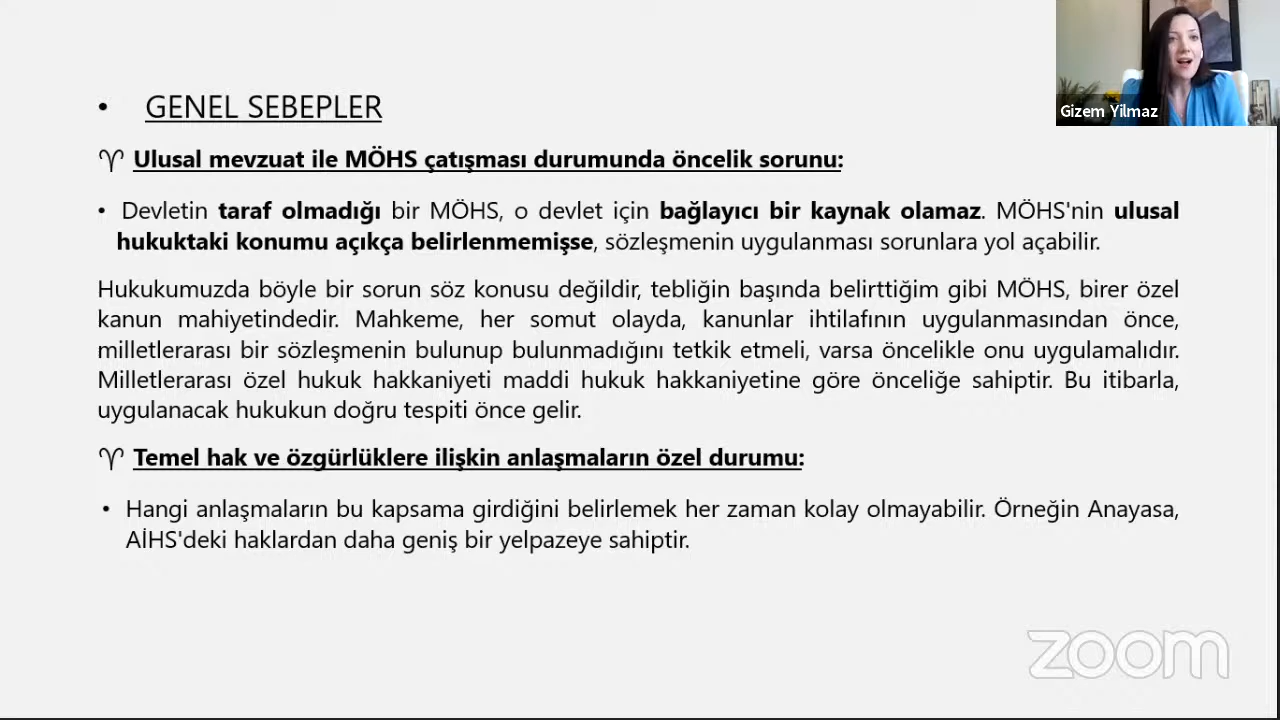 Gizem Yilmaz
• GENEL SEBEPLER
♈ Ulusal mevzuat ile MÖHS çatışması durumunda öncelik sorunu:
• Devletin taraf olmadığı bir MÖHS, o devlet için bağlayıcı bir kaynak olamaz. MÖHS'nin ulusal
hukuktaki konumu açıkça belirlenmemişse, sözleşmenin uygulanması sorunlara yol açabilir.
Hukukumuzda böyle bir sorun söz konusu değildir, tebliğin başında belirttiğim gibi MÖHS, birer özel
kanun mahiyetindedir. Mahkeme, her somut olayda, kanunlar ihtilafının uygulanmasından önce,
milletlerarası bir sözleşmenin bulunup bulunmadığını tetkik etmeli, varsa öncelikle onu uygulamalıdır.
Milletlerarası özel hukuk hakkaniyeti maddi hukuk hakkaniyetine göre önceliğe sahiptir. Bu itibarla,
uygulanacak hukukun doğru tespiti önce gelir.
♈ Temel hak ve özgürlüklere ilişkin anlaşmaların özel durumu:
• Hangi anlaşmaların bu kapsama girdiğini belirlemek her zaman kolay olmayabilir. Örneğin Anayasa,
AİHS'deki haklardan daha geniş bir yelpazeye sahiptir.
zoom